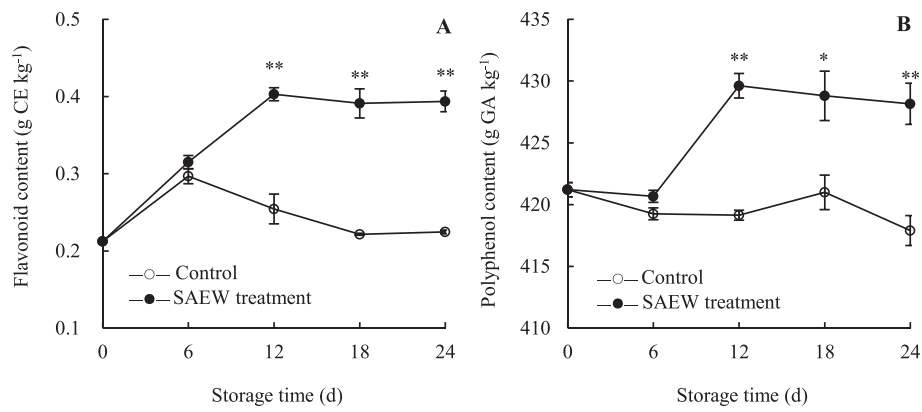 A
Flavonoid content (g CE kg-1)
0.5
0.4
0.3
0.2
0.1
**
**
**
Control
SAEW treatment
0 6 12 18 24
Storage time (d)
B
Polyphenol content (g GA kg-1)
435
430
425
420
415
410
**
*
**
Control
SAEW treatment
0 6 12 18 24
Storage time (d)